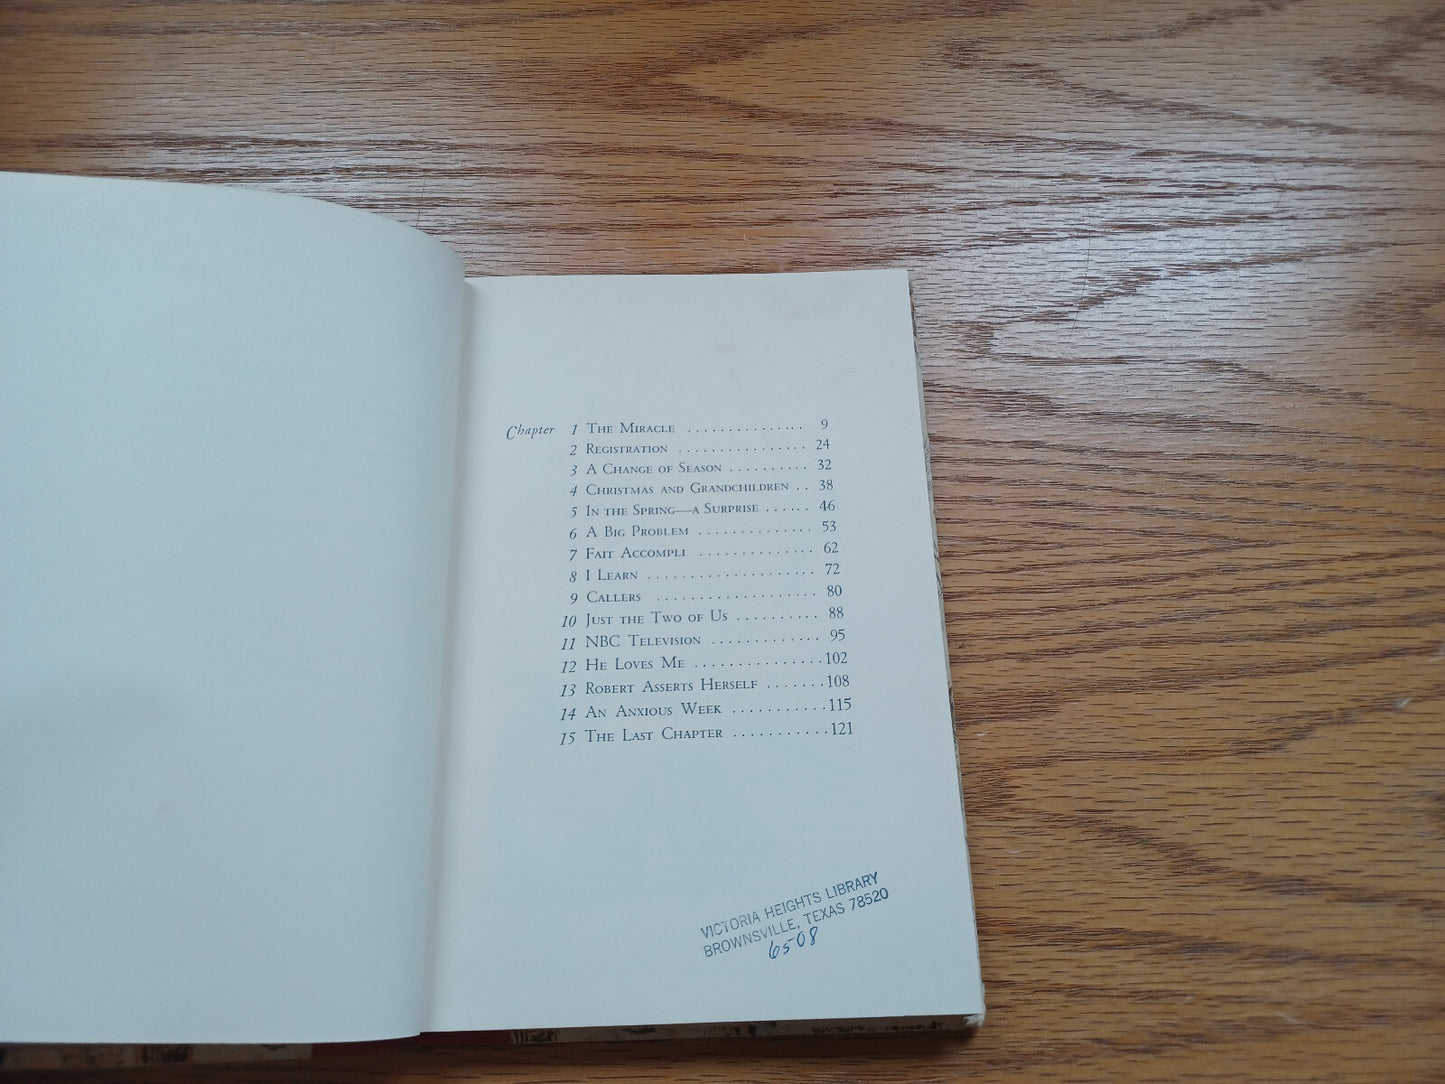 Chapter 1 The Miracle ............... 9
2 Registration ................ 24
3 A Change of Season .......... 32
4 Christmas and Grandchildren .. 38
5 In the Spring—a Surprise ...... 46
6 A Big Problem .............. 53
7 Fait Accompli .............. 62
8 I Learn .................... 72
9 Callers .................... 80
10 Just the Two of Us .......... 88
11 NBC Television ............. 95
12 He Loves Me ............... 102
13 Robert Asserts Herself ....... 108
14 An Anxious Week ........... 115
15 The Last Chapter ........... 121
VICTORIA HEIGHTS LIBRARY
BROWNSVILLE, TEXAS 78520
6508